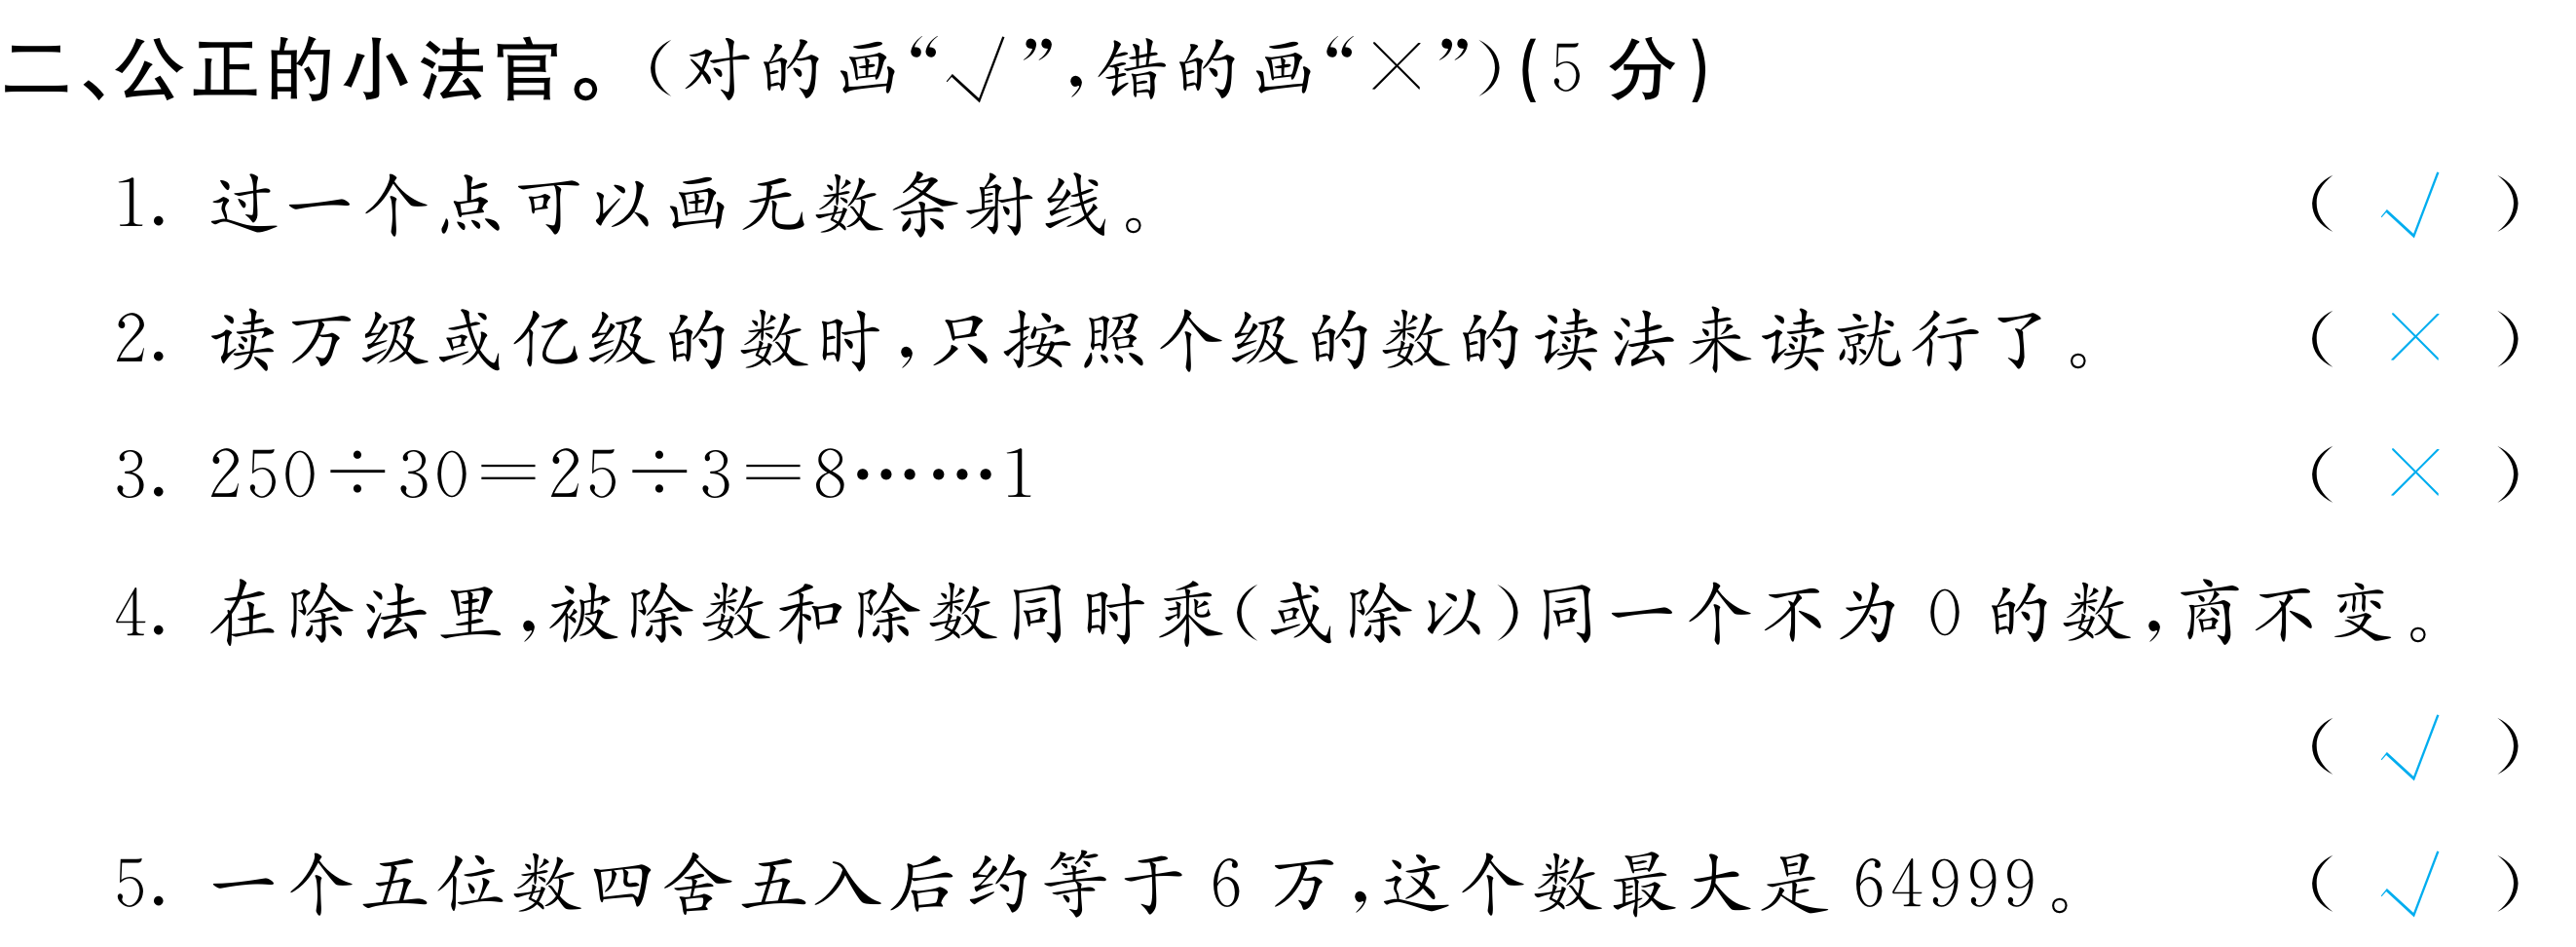 二、公正的小法官。(对的画“√”,错的画“×”)(5 分)
1. 过一个点可以画无数条射线。 ( √ )
2. 读万级或亿级的数时,只按照个级的数的读法来读就行了。 ( × )
3. 250÷30=25÷3=8……1 ( × )
4. 在除法里,被除数和除数同时乘(或除以)同一个不为 0 的数,商不变。
( √ )
5. 一个五位数四舍五入后约等于 6 万,这个数最大是 64999。 ( √ )